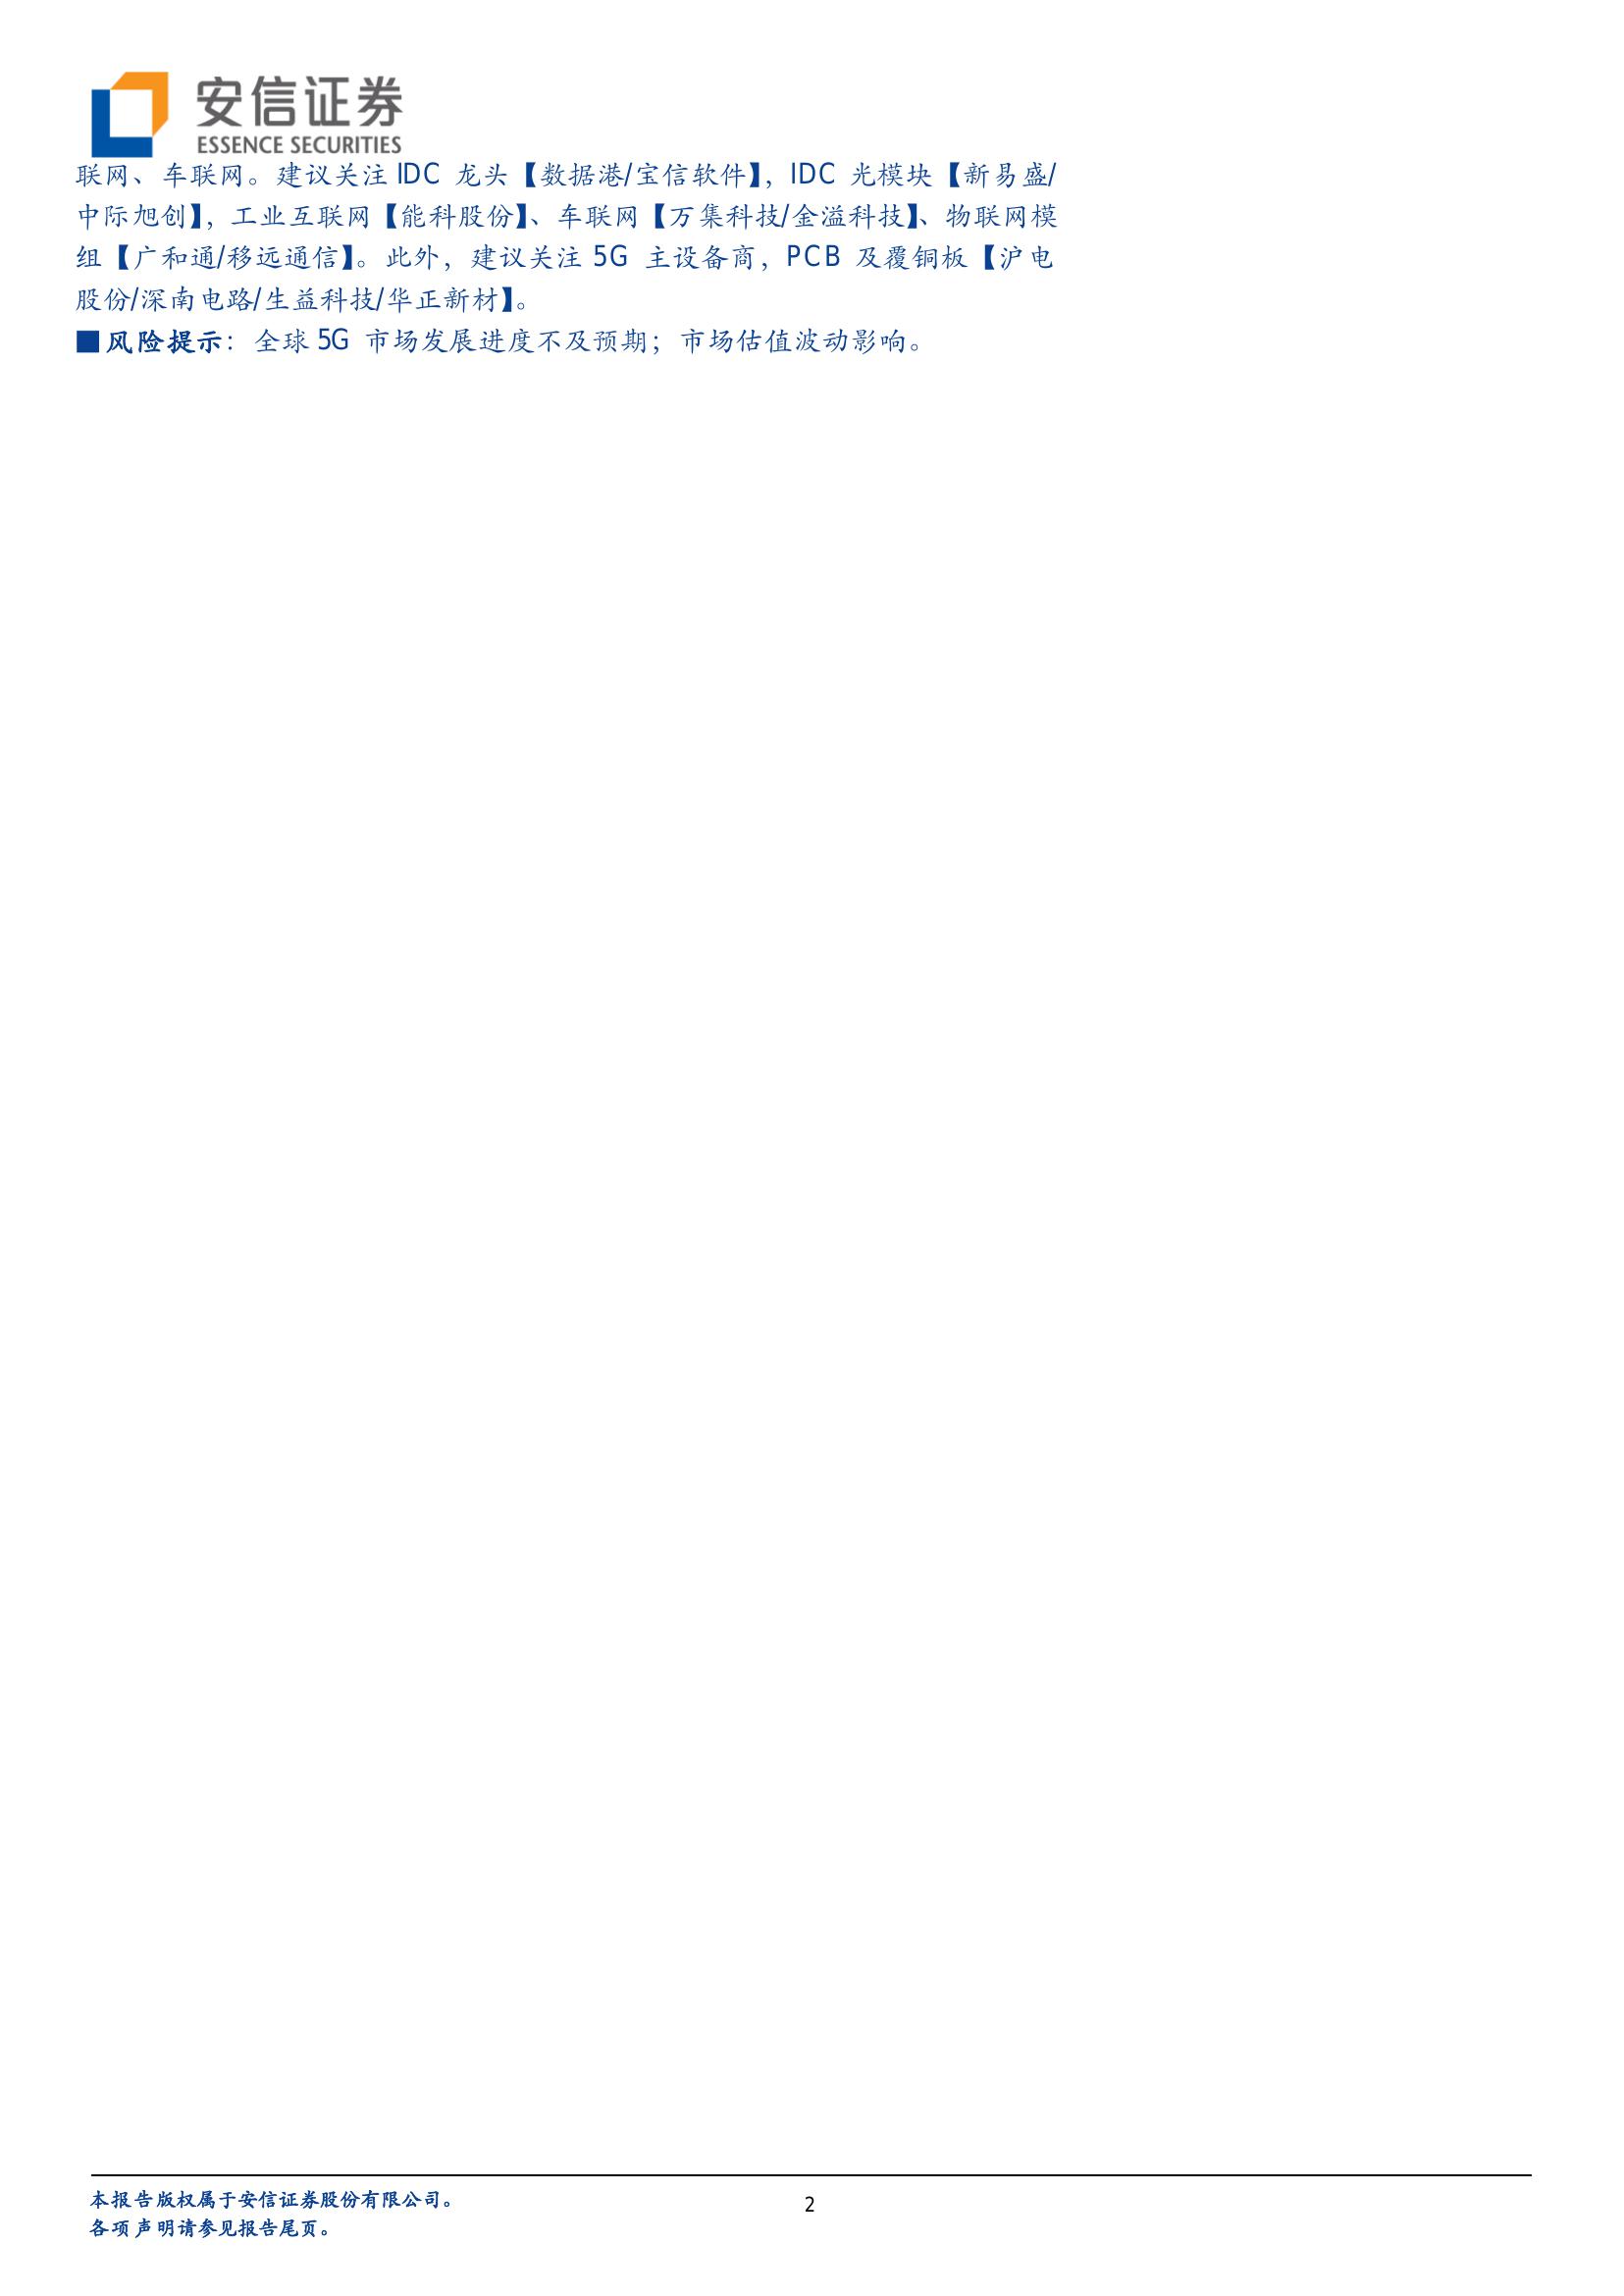 安信证券
ESSENCE SECURITIES
联网、车联网。建议关注 IDC 龙头【数据港/宝信软件】，IDC 光模块【新易盛/
中际旭创】，工业互联网【能科股份】、车联网【万集科技/金溢科技】、物联网模
组【广和通/移远通信】。此外，建议关注 5G 主设备商，PCB 及覆铜板【沪电
股份/深南电路/生益科技/华正新材】。
■风险提示：全球 5G 市场发展进度不及预期；市场估值波动影响。
本报告版权属于安信证券股份有限公司。
2
各项声明请参见报告尾页。